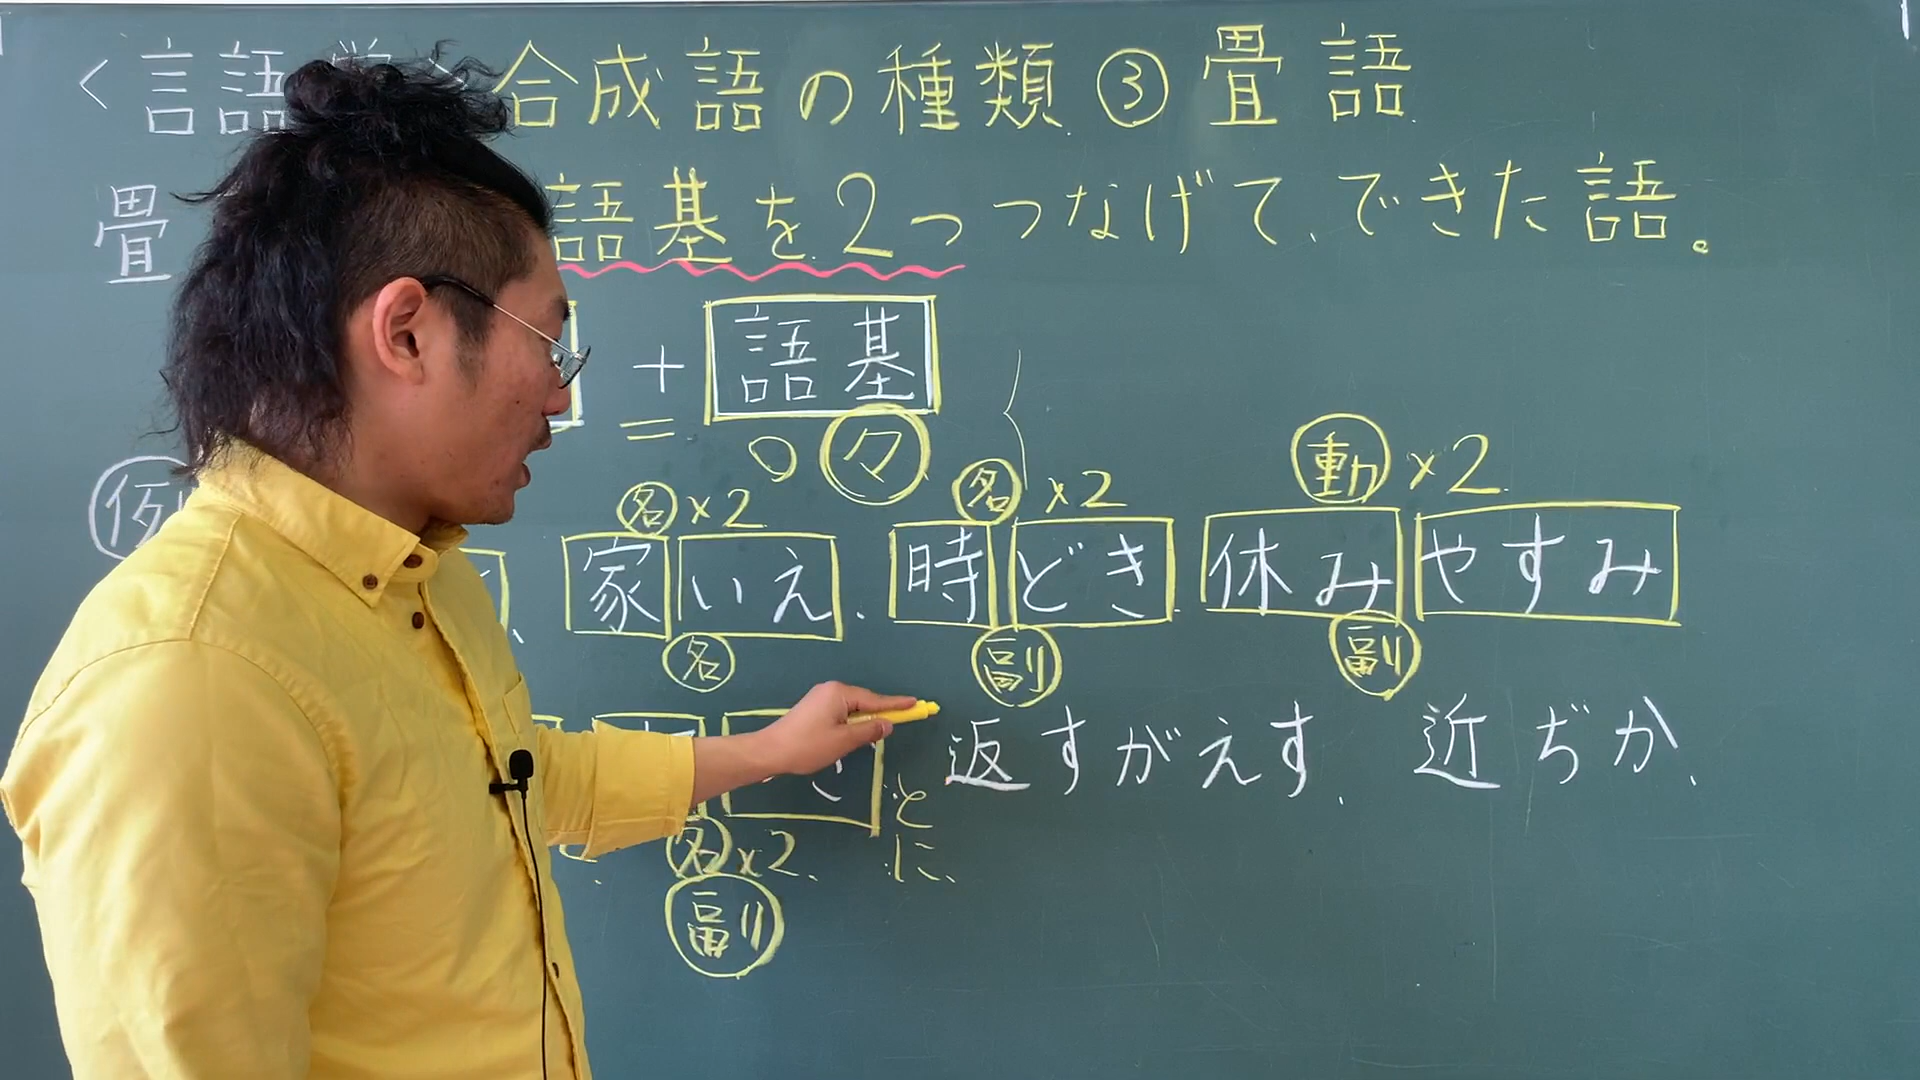 <言語学>合成語の種類③畳語
畳 語基を2つつなげて、できた語。
+ 語基
= 〇々
例
名×2 名×2 動×2
家いえ、時どき、休みやすみ
名 副 副
返すがえす、近ぢか、
とに、
名×2、
副